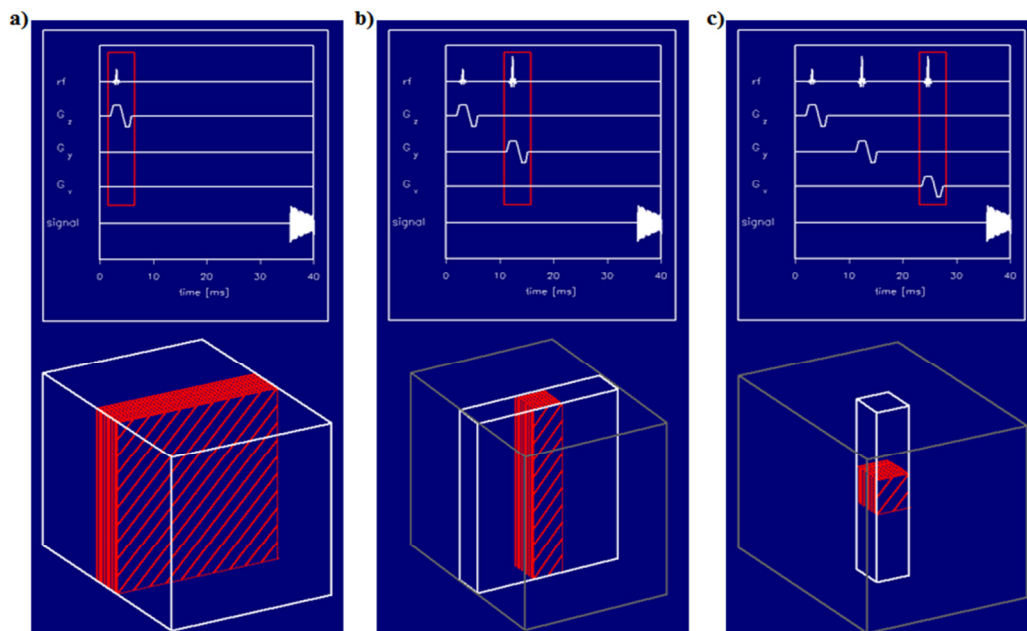 a)
rf
G z
G y
G x
signal
0 10 20 30 40
time [ms]
b)
rf
G z
G y
G x
signal
0 10 20 30 40
time [ms]
c)
rf
G z
G y
G x
signal
0 10 20 30 40
time [ms]